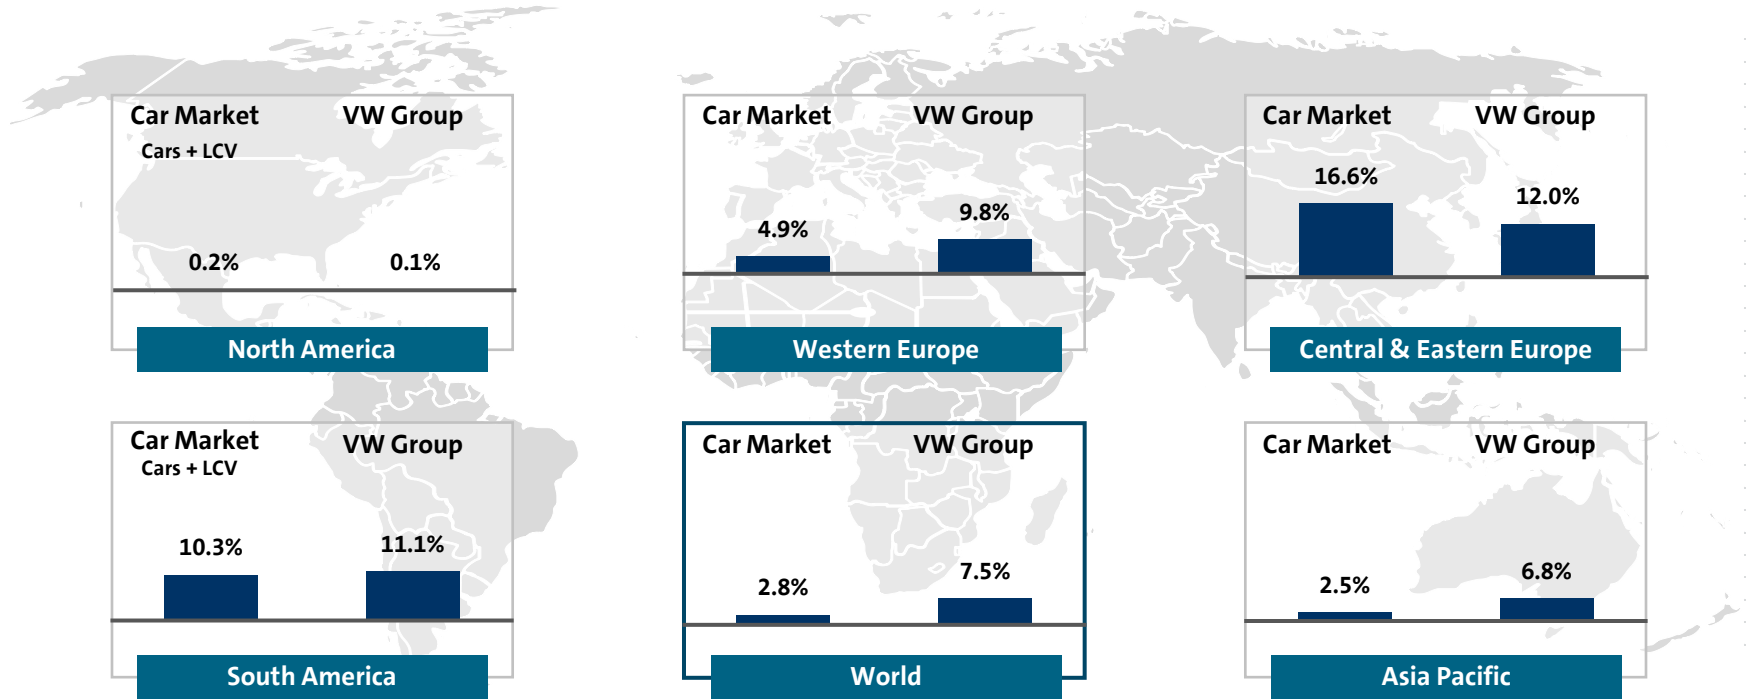 Car Market VW Group
Cars + LCV
0.2% 0.1%
North America
Car Market VW Group
4.9% 9.8%
Western Europe
Car Market VW Group
16.6% 12.0%
Central & Eastern Europe
Car Market VW Group
Cars + LCV
10.3% 11.1%
South America
Car Market VW Group
2.8% 7.5%
World
Car Market VW Group
2.5% 6.8%
Asia Pacific